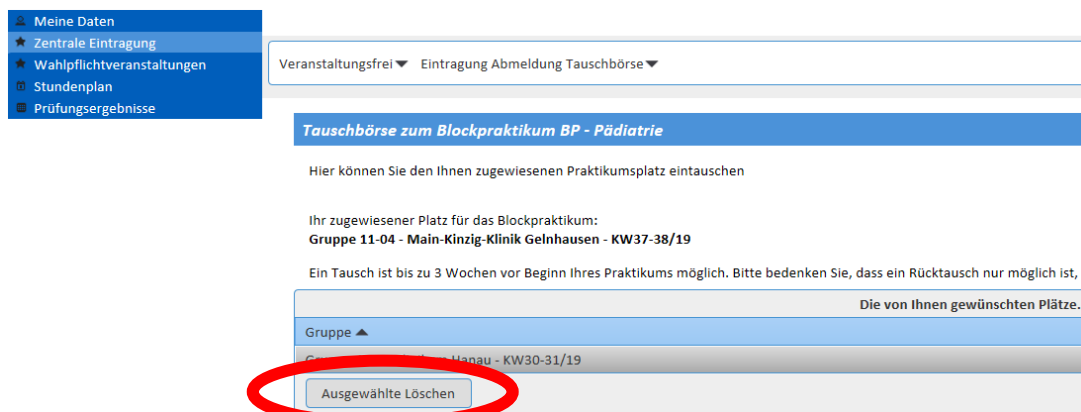 Meine Daten
Zentrale Eintragung
Wahlpflichtveranstaltungen
Stundenplan
Prüfungsergebnisse
Veranstaltungsfrei Eintragung Abmeldung Tauschbörse
Tauschbörse zum Blockpraktikum BP - Pädiatrie
Hier können Sie den Ihnen zugewiesenen Praktikumsplatz eintauschen
Ihr zugewiesener Platz für das Blockpraktikum:
Gruppe 11-04 - Main-Kinzig-Klinik Gelnhausen - KW37-38/19
Ein Tausch ist bis zu 3 Wochen vor Beginn Ihres Praktikums möglich. Bitte bedenken Sie, dass ein Rücktausch nur möglich ist,
Die von Ihnen gewünschten Plätze.
Gruppe
Hanau - KW30-31/19
Ausgewählte Löschen